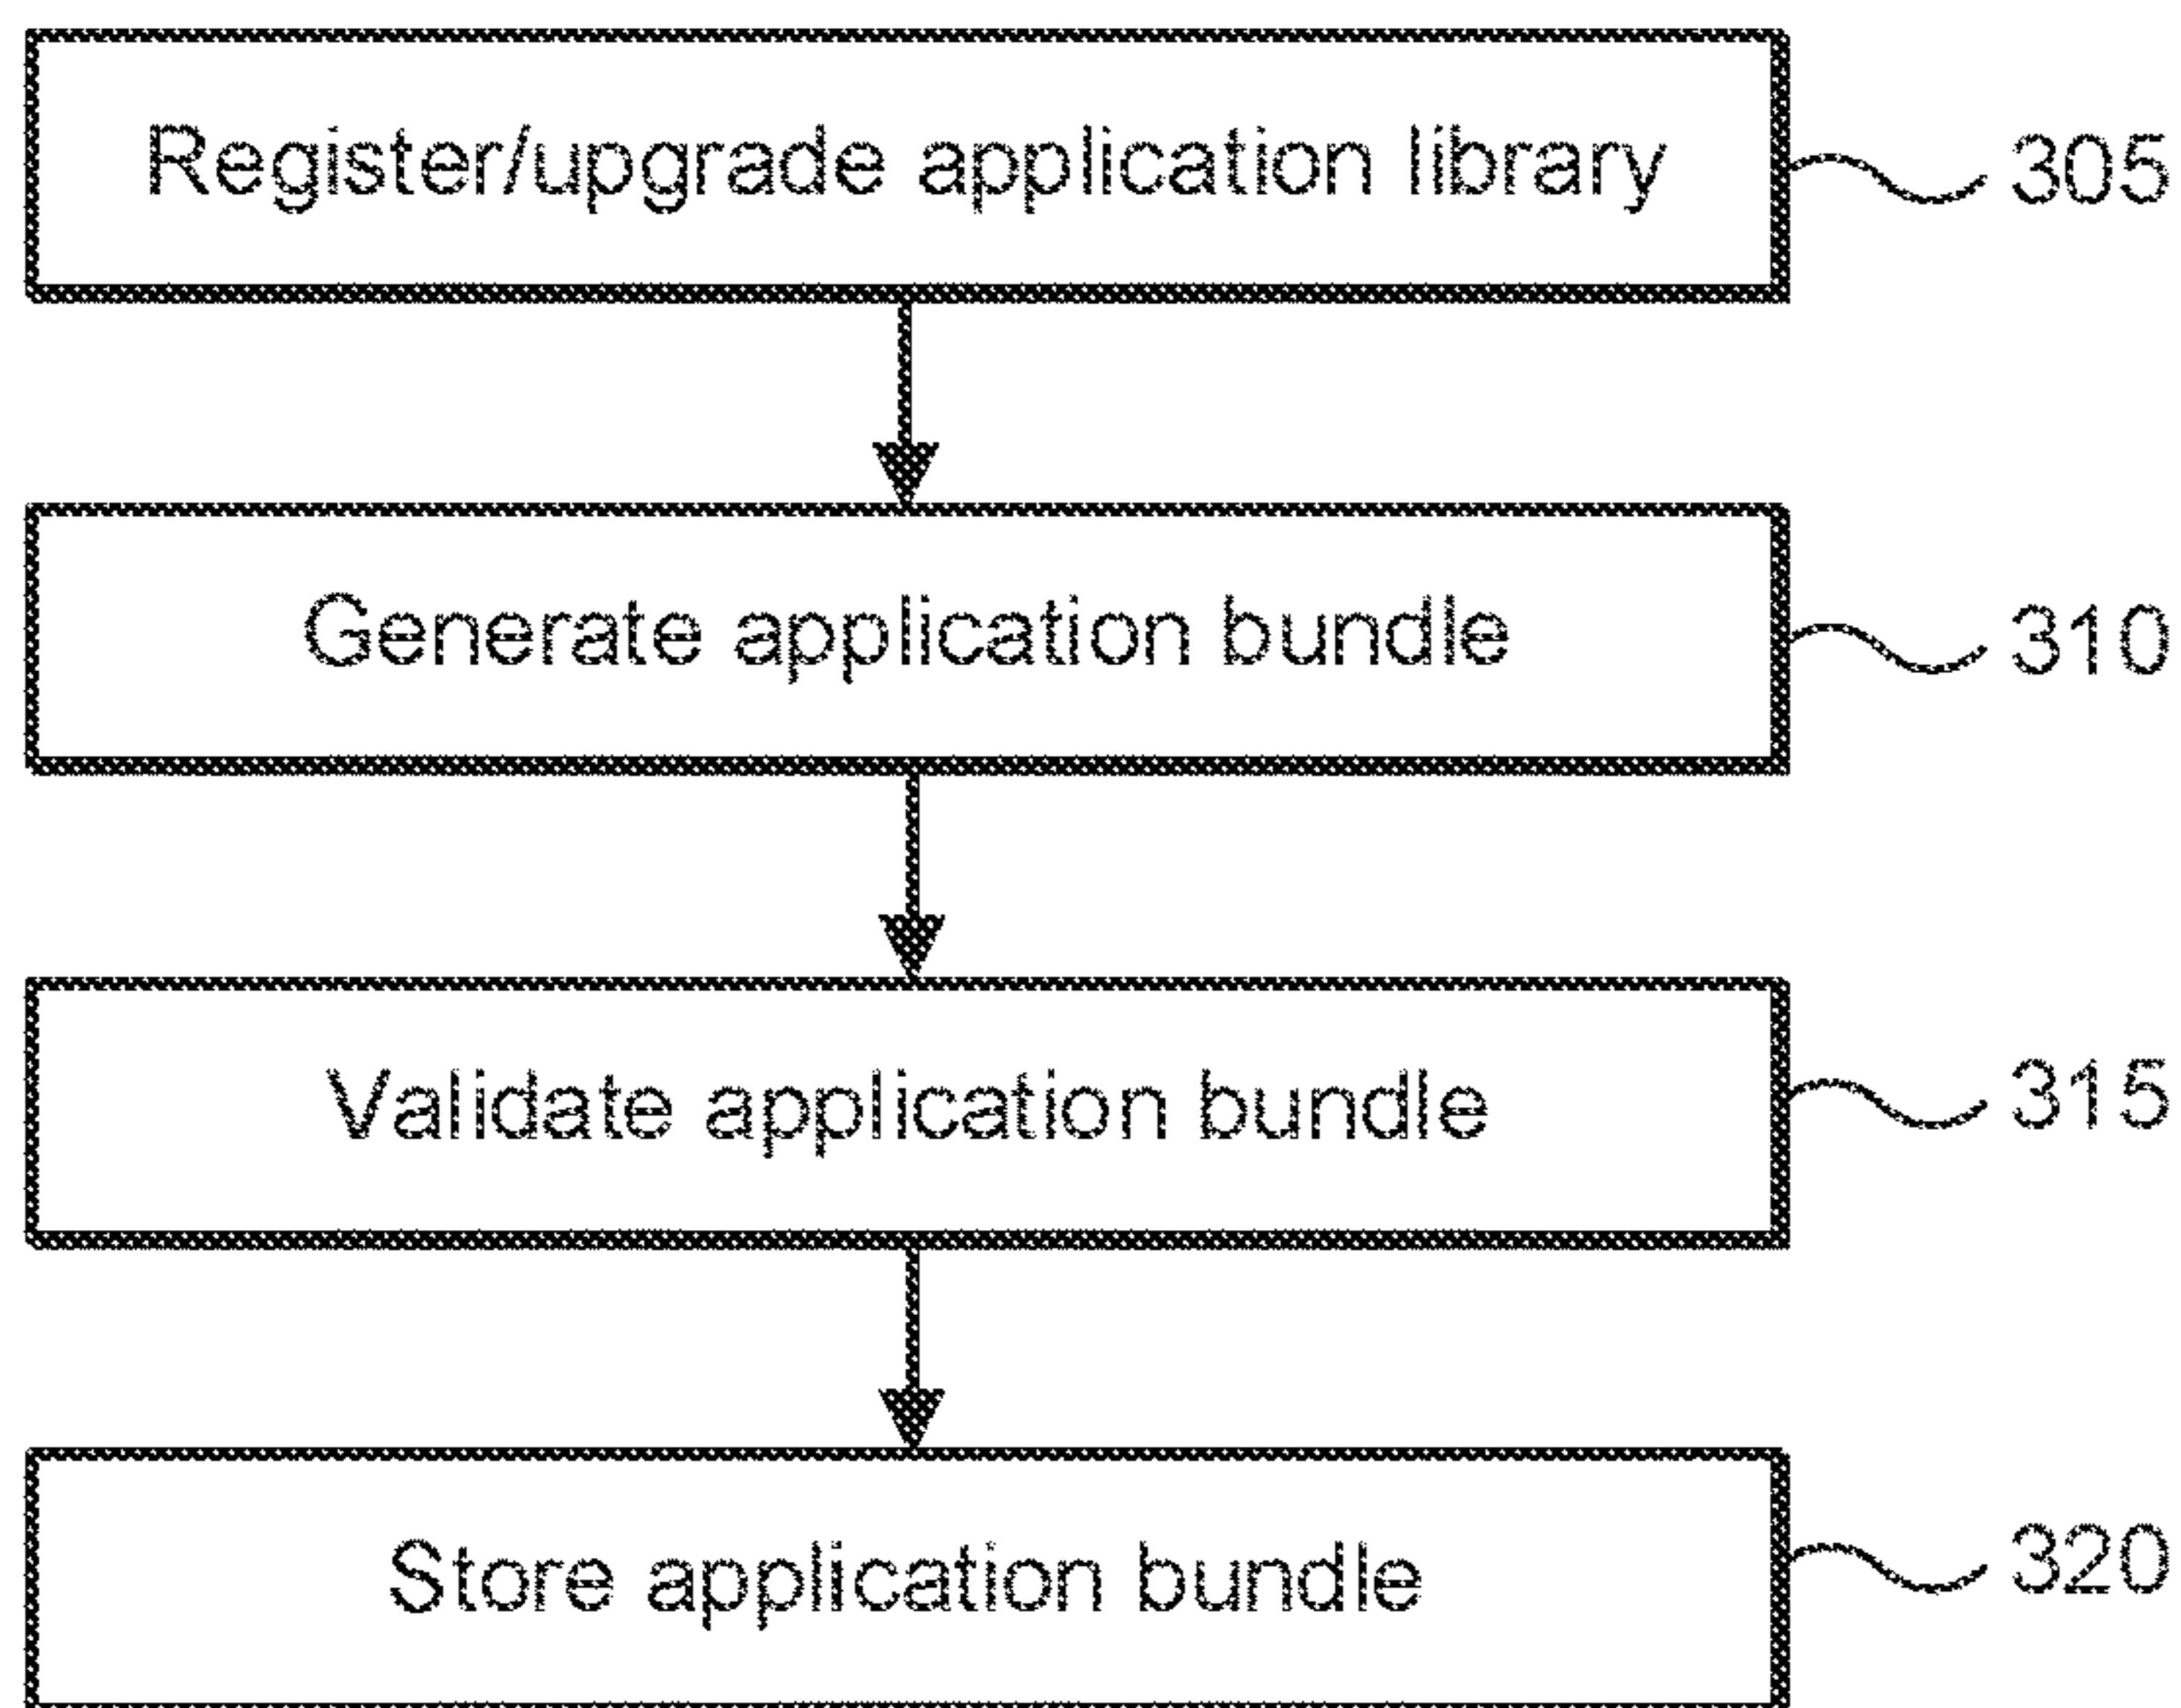 Register/upgrade application library 305
Generate application bundle 310
Validate application bundle 315
Store application bundle 320